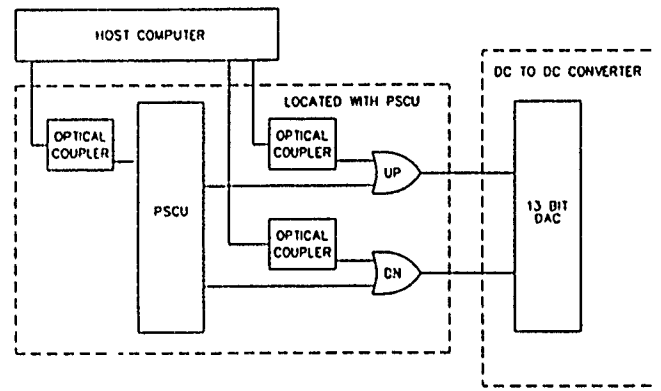 HOST COMPUTER
DC TO DC CONVERTER
LOCATED WITH PSCU
OPTICAL
COUPLER
OPTICAL
COUPLER
UP
PSCU
13 BIT
DAC
OPTICAL
COUPLER
DN